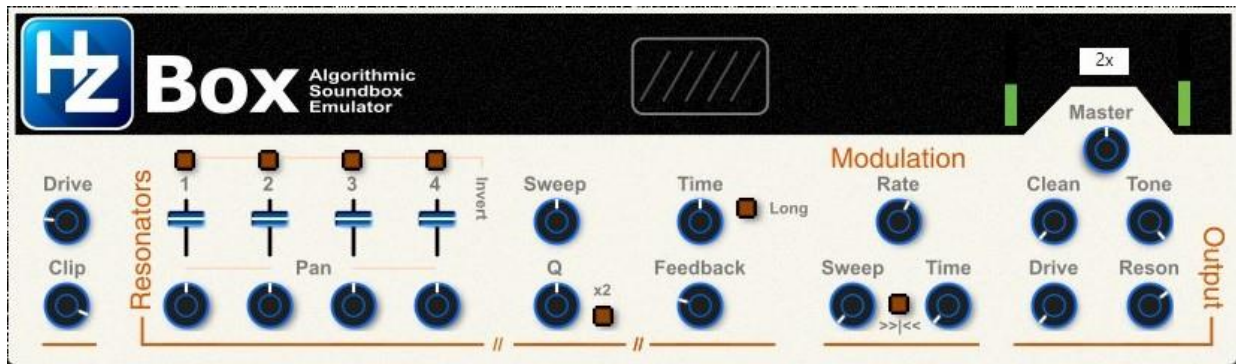 HZ Box Algorithmic
Soundbox
Emulator
2x
Master
Drive
Clip
Resonators
1 2 3 4
Invert
Pan
Sweep
Q
x2
Time
Long
Feedback
Modulation
Rate
Sweep Time
>>|<<
Clean Tone
Drive Reson
Output
// //